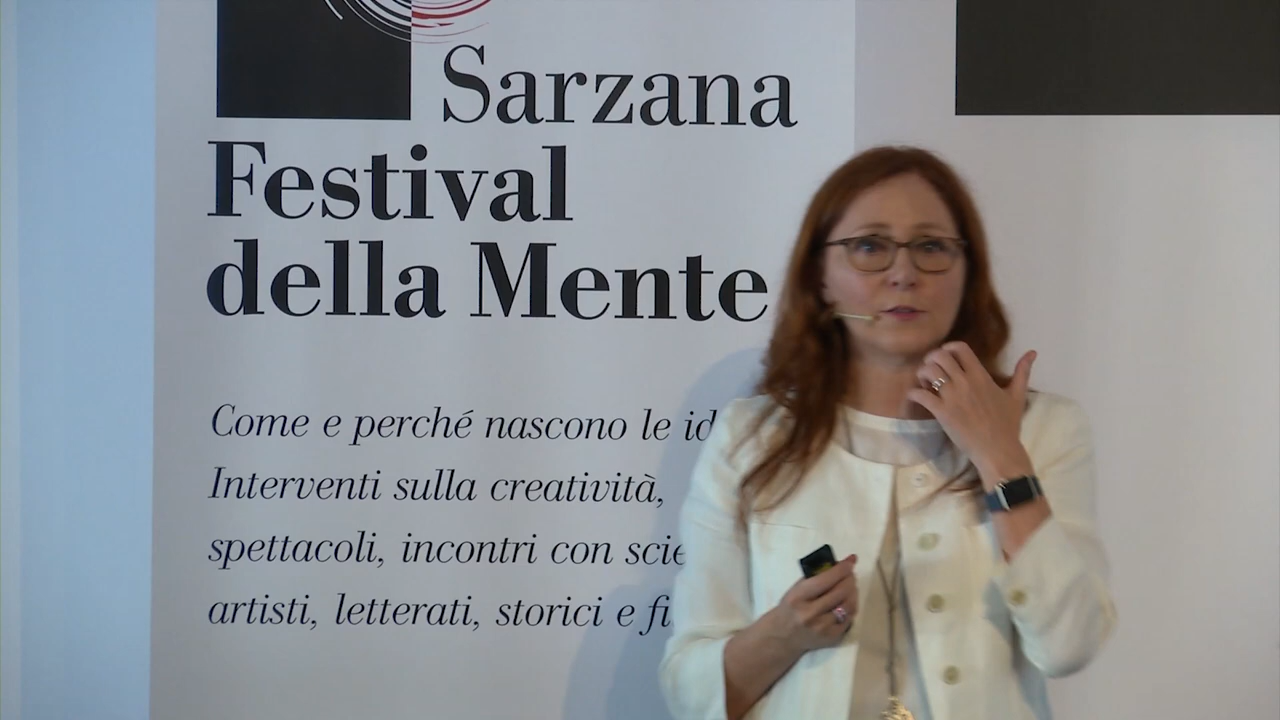 Sarzana
Festival
della Mente
Come e perché nascono le id
Interventi sulla creatività,
spettacoli, incontri con scie
artisti, letterati, storici e fi